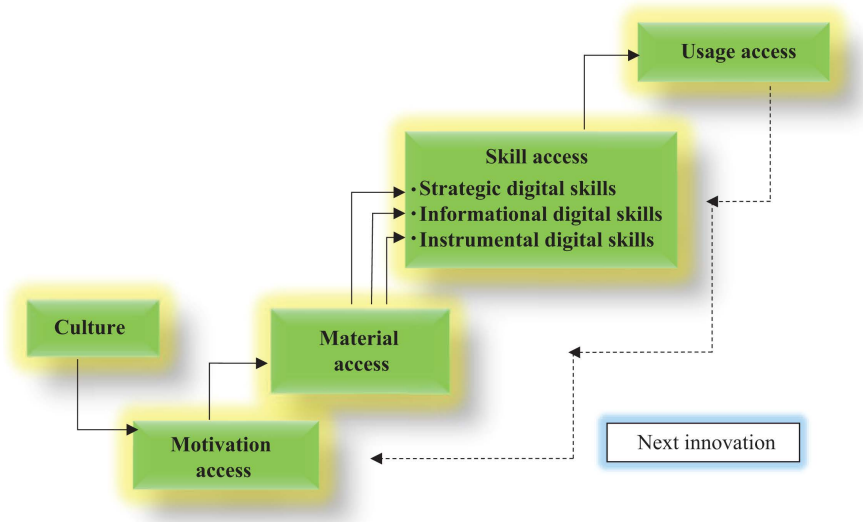 Usage access
Skill access
· Strategic digital skills
· Informational digital skills
· Instrumental digital skills
Culture
Material
access
Motivation
access
Next innovation